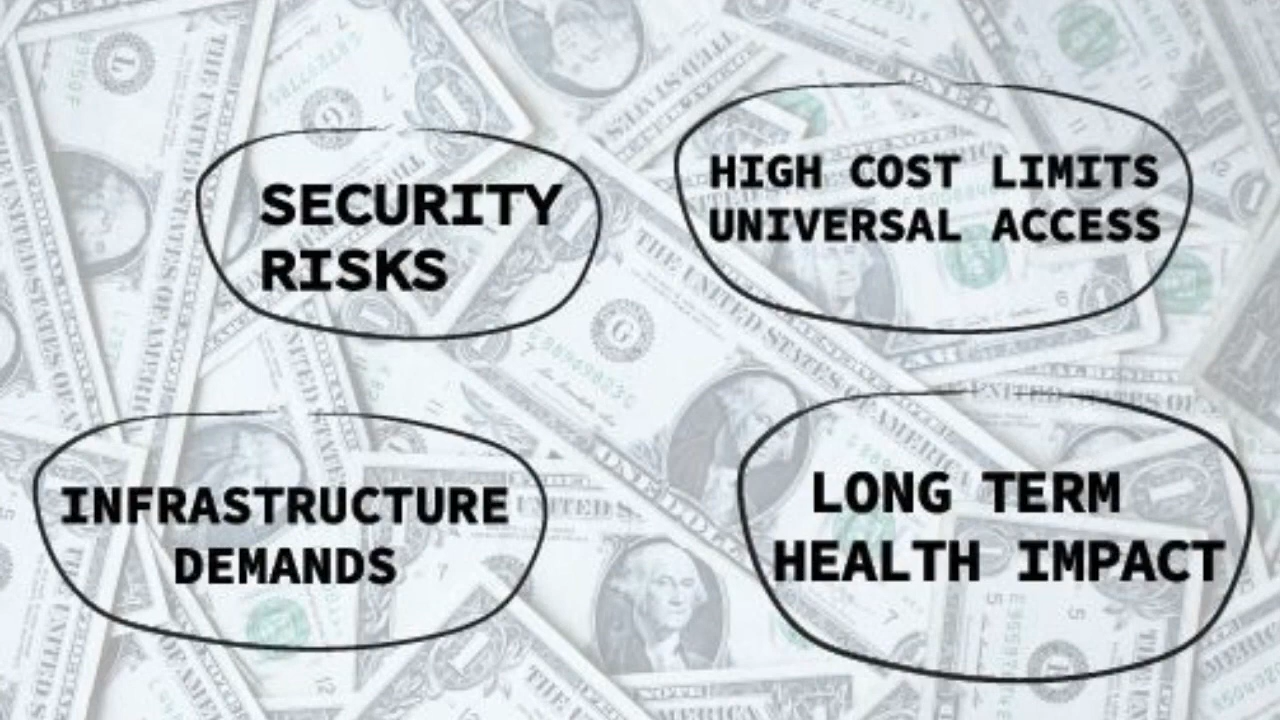 SECURITY
RISKS
HIGH COST LIMITS
UNIVERSAL ACCESS
INFRASTRUCTURE
DEMANDS
LONG TERM
HEALTH IMPACT